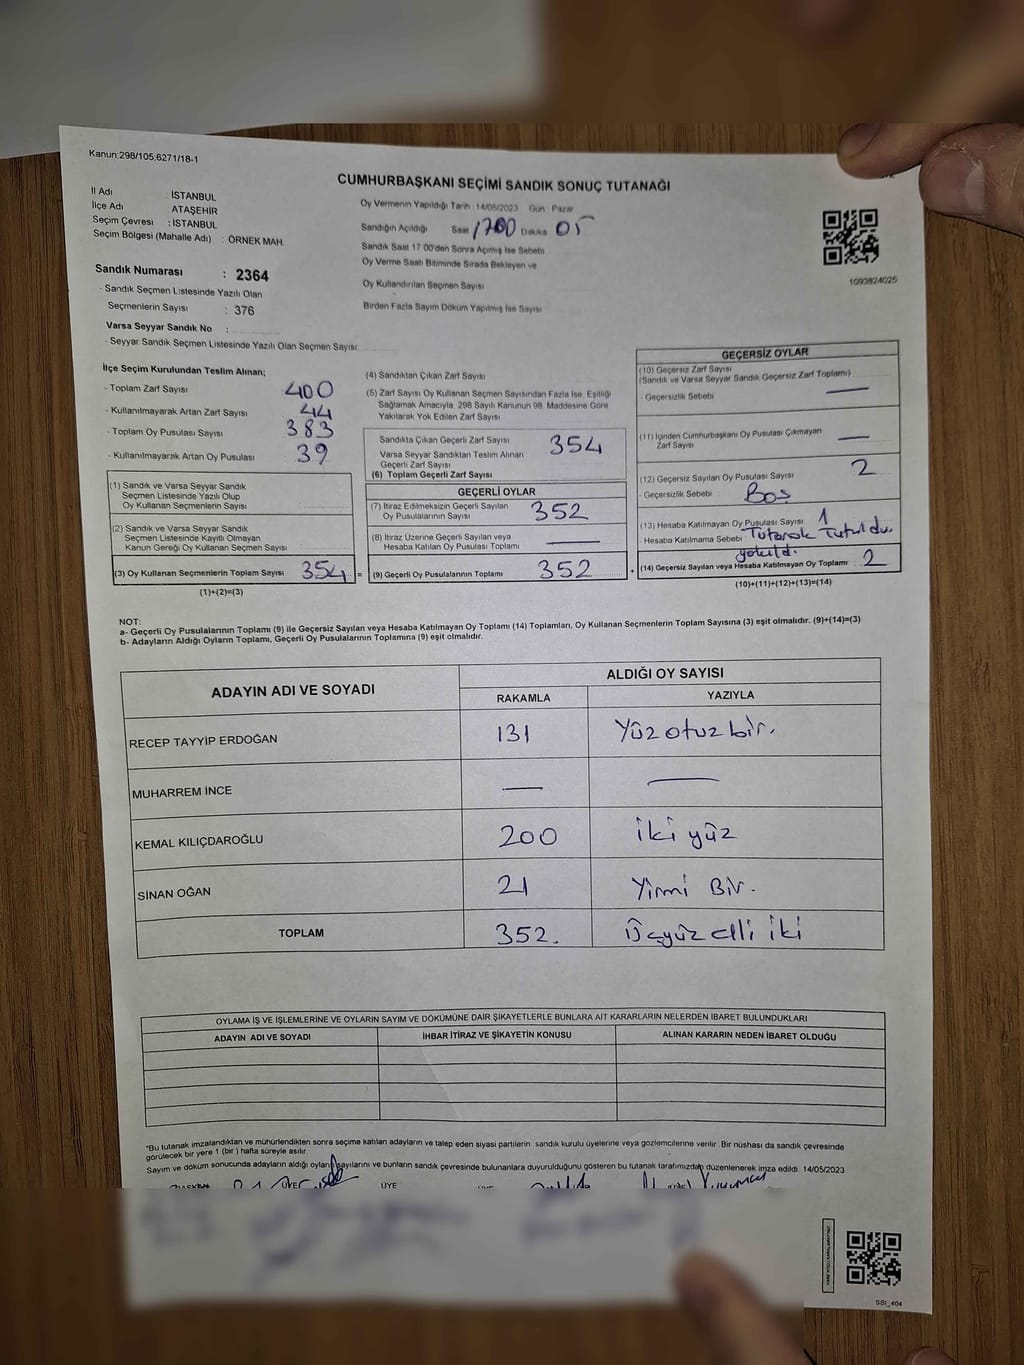 Kanun:298/105,6271/18-1
CUMHURBAŞKANI SEÇİMİ SANDIK SONUÇ TUTANAĞI
İl Adı : İSTANBUL
İlçe Adı : ATAŞEHİR
Seçim Çevresi : İSTANBUL
Seçim Bölgesi (Mahalle Adı) : ÖRNEK MAH.
Sandık Numarası : 2364
- Sandık Seçmen Listesinde Yazılı Olan
Seçmenlerin Sayısı : 376
Varsa Seyyar Sandık No :
- Seyyar Sandık Seçmen Listesinde Yazılı Olan Seçmen Sayısı:
Oy Vermenin Yapıldığı Tarih 14/05/2023 Gün Pazar
Sandığın Açıldığı Saat 1700 Dakika 05
Sandık Saat 17.00'den Sonra Açılmış İse Sebebi
Oy Verme Saati Bitiminde Sırada Bekleyen ve
Oy Kullandırılan Seçmen Sayısı
Birden Fazla Sayım Döküm Yapılmış İse Sayısı
1093824025
İlçe Seçim Kurulundan Teslim Alınan;
- Toplam Zarf Sayısı 400
- Kullanılmayarak Artan Zarf Sayısı 44
- Toplam Oy Pusulası Sayısı 383
- Kullanılmayarak Artan Oy Pusulası 39
(1) Sandık ve Varsa Seyyar Sandık
Seçmen Listesinde Yazılı Olup
Oy Kullanan Seçmenlerin Sayısı
(2) Sandık ve Varsa Seyyar Sandık
Seçmen Listesinde Kayıtlı Olmayan
Kanun Gereği Oy Kullanan Seçmen Sayısı
(3) Oy Kullanan Seçmenlerin Toplam Sayısı 354 =
(1)+(2)=(3)
(4) Sandıktan Çıkan Zarf Sayısı
(5) Zarf Sayısı Oy Kullanan Seçmen Sayısından Fazla İse, Eşitliği
Sağlamak Amacıyla, 298 Sayılı Kanunun 98. Maddesine Göre
Yakılarak Yok Edilen Zarf Sayısı
Sandıkta Çıkan Geçerli Zarf Sayısı 354
Varsa Seyyar Sandıktan Teslim Alınan
Geçerli Zarf Sayısı
(6) Toplam Geçerli Zarf Sayısı
GEÇERLİ OYLAR
(7) İtiraz Edilmeksizin Geçerli Sayılan
Oy Pusulalarının Sayısı 352
(8) İtiraz Üzerine Geçerli Sayılan veya
Hesaba Katılan Oy Pusulası Toplamı —
(9) Geçerli Oy Pusulalarının Toplamı 352 +
GEÇERSİZ OYLAR
(10) Geçersiz Zarf Sayısı
(Sandık ve Varsa Seyyar Sandık Geçersiz Zarf Toplamı)
- Geçersizlik Sebebi —
(11) İçinden Cumhurbaşkanı Oy Pusulası Çıkmayan
Zarf Sayısı —
(12) Geçersiz Sayılan Oy Pusulası Sayısı 2
- Geçersizlik Sebebi Boş
(13) Hesaba Katılmayan Oy Pusulası Sayısı 1
- Hesaba Katılmama Sebebi Tutanak Tutuldu
yakıldı.
(14) Geçersiz Sayılan veya Hesaba Katılmayan Oy Toplamı : 2
(10)+(11)+(12)+(13)=(14)
NOT:
a- Geçerli Oy Pusulalarının Toplamı (9) ile Geçersiz Sayılan veya Hesaba Katılmayan Oy Toplamı (14) Toplamları, Oy Kullanan Seçmenlerin Toplam Sayısına (3) eşit olmalıdır. (9)+(14)=(3)
b- Adayların Aldığı Oyların Toplamı, Geçerli Oy Pusulalarının Toplamına (9) eşit olmalıdır.
ADAYIN ADI VE SOYADI ALDIĞI OY SAYISI
RAKAMLA YAZIYLA
RECEP TAYYİP ERDOĞAN 131 Yüzotuzbir.
MUHARREM İNCE — —
KEMAL KILIÇDAROĞLU 200 iki yüz
SİNAN OĞAN 21 Yirmi Bir.
TOPLAM 352. Üçyüz elli iki
OYLAMA İŞ VE İŞLEMLERİNE VE OYLARIN SAYIM VE DÖKÜMÜNE DAİR ŞİKAYETLERLE BUNLARA AİT KARARLARIN NELERDEN İBARET BULUNDUKLARI
ADAYIN ADI VE SOYADI İHBAR İTİRAZ VE ŞİKAYETİN KONUSU ALINAN KARARIN NEDEN İBARET OLDUĞU
*Bu tutanak imzalandıktan ve mühürlendikten sonra seçime katılan adayların ve talep eden siyasi partilerin sandık kurulu üyelerine veya gözlemcilerine verilir. Bir nüshası da sandık çevresinde
görülecek bir yere 1 (bir) hafta süreyle asılır.
Sayım ve döküm sonucunda adayların aldığı oyların sayılarını ve bunların sandık çevresinde bulunanlara duyurulduğunu gösteren bu tutanak tarafımızdan düzenlenerek imza edildi. 14/05/2023
BAŞKAN ÜYE ÜYE
SS1_404